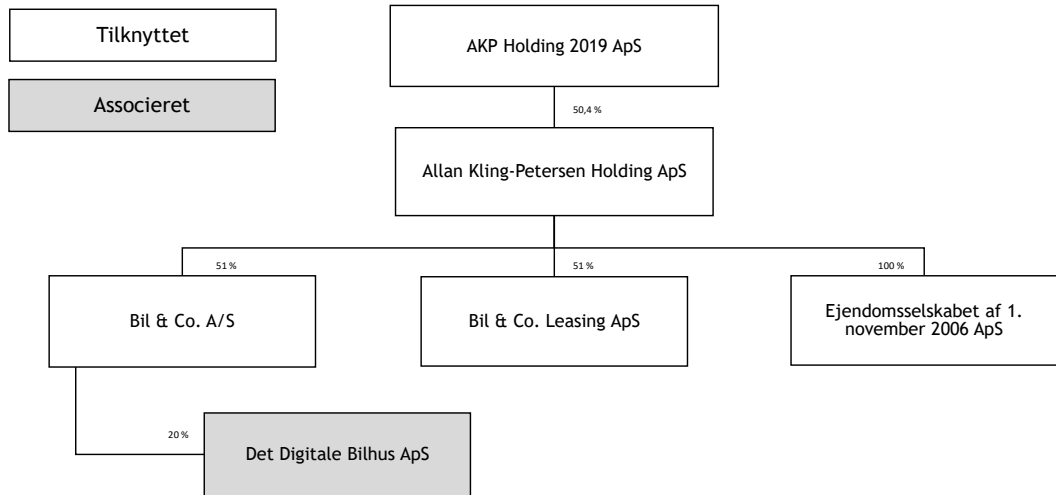 Tilknyttet
AKP Holding 2019 ApS
Associeret
50,4 %
Allan Kling-Petersen Holding ApS
51 %
51 %
100 %
Bil & Co. A/S
Bil & Co. Leasing ApS
Ejendomsselskabet af 1.
november 2006 ApS
20 %
Det Digitale Bilhus ApS